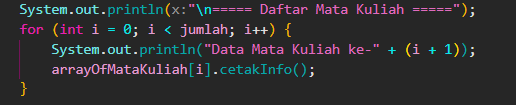 System.out.println(x:"\n===== Daftar Mata Kuliah =====");
for (int i = 0; i < jumlah; i++) {
    System.out.println("Data Mata Kuliah ke-" + (i + 1));
    arrayOfMataKuliah[i].cetakInfo();
}